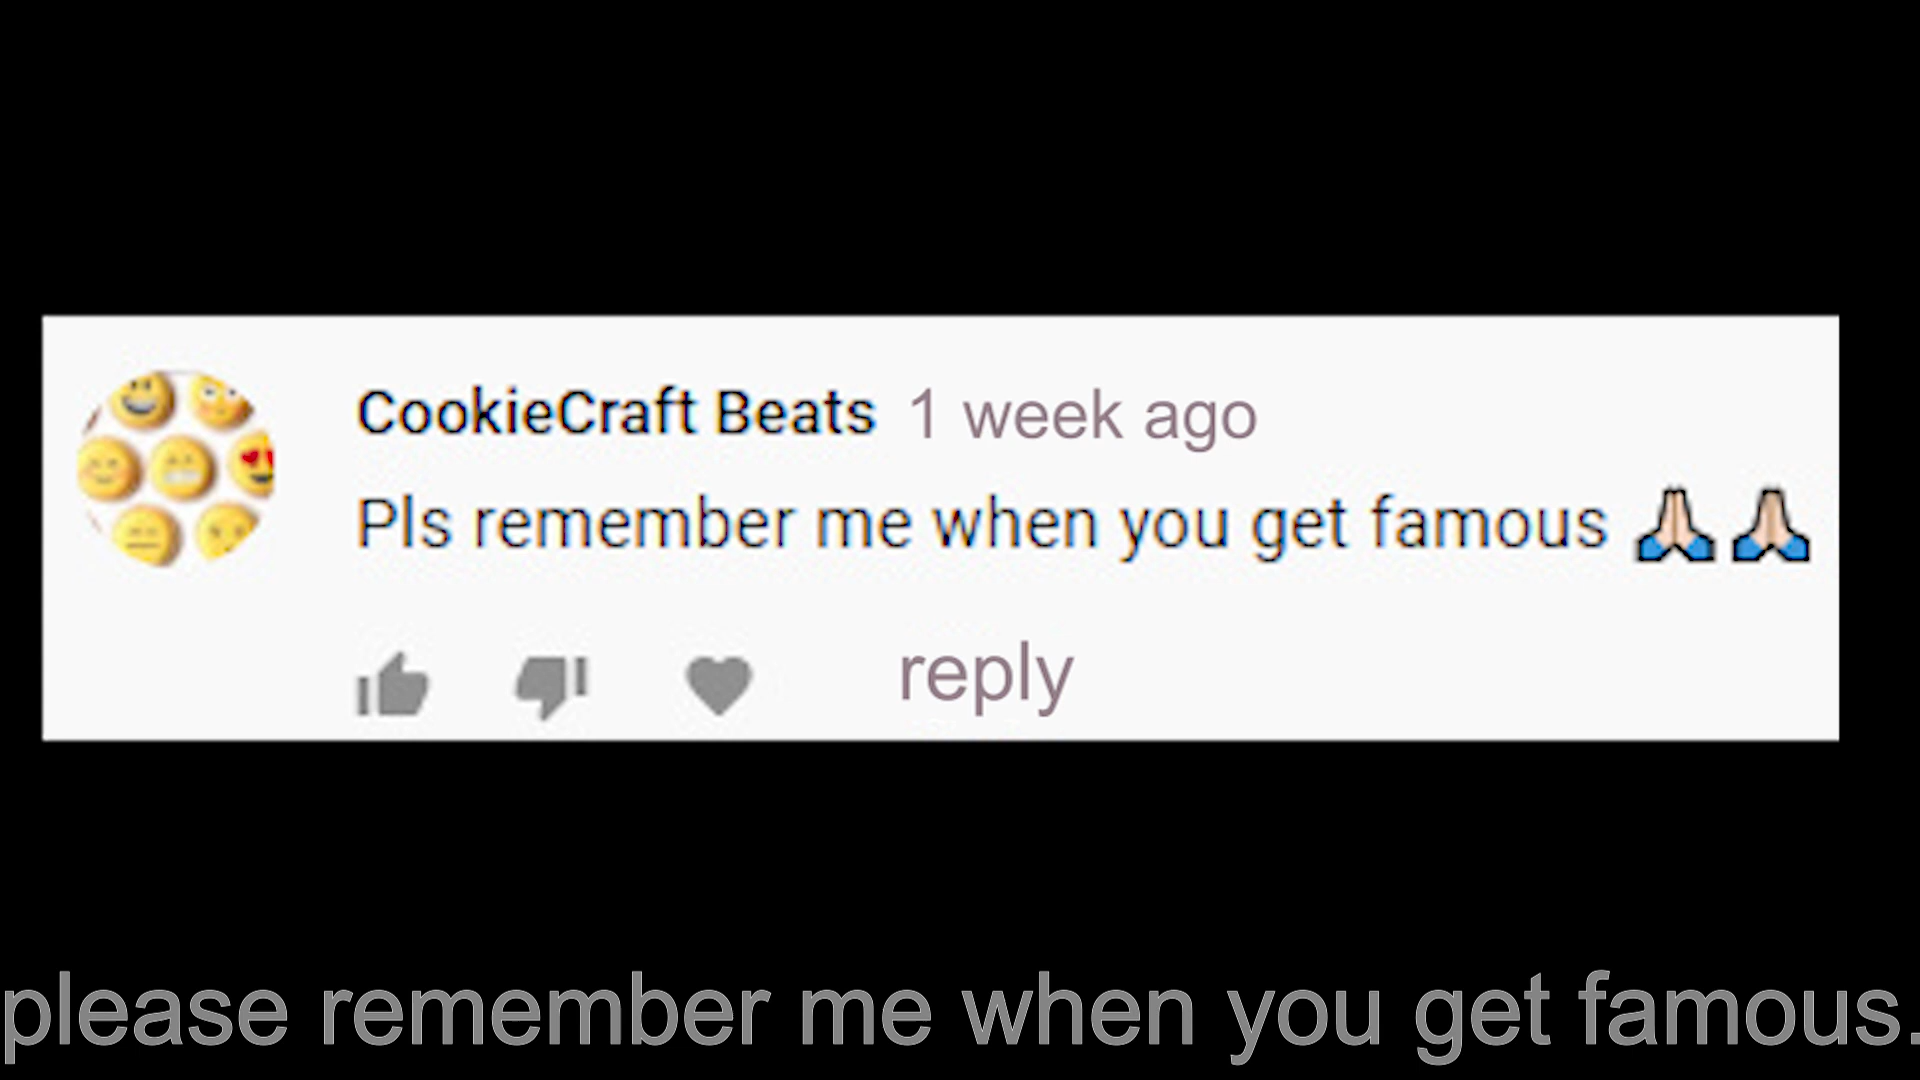 CookieCraft Beats 1 week ago
Pls remember me when you get famous 🙏🏻🙏🏻
reply
please remember me when you get famous.